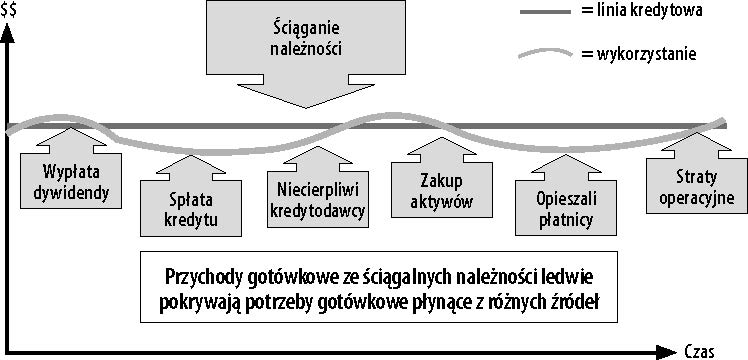 $$
Ściąganie
należności
= linia kredytowa
= wykorzystanie
Wypłata
dywidendy
Spłata
kredytu
Niecierpliwi
kredytodawcy
Zakup
aktywów
Opieszali
płatnicy
Straty
operacyjne
Przychody gotówkowe ze ściągalnych należności ledwie
pokrywają potrzeby gotówkowe płynące z różnych źródeł
Czas